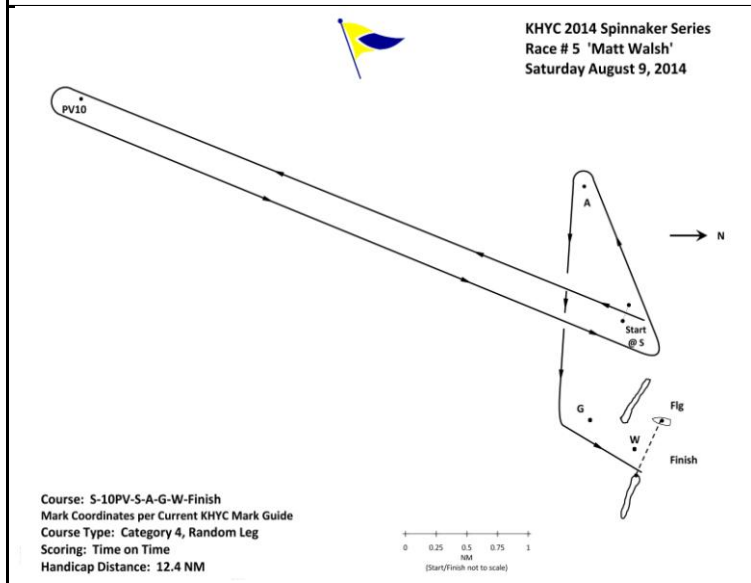 KHYC 2014 Spinnaker Series
Race # 5 'Matt Walsh'
Saturday August 9, 2014
PV10
A
N
Start
@ S
G
Flg
W
Finish
Course: S-10PV-S-A-G-W-Finish
Mark Coordinates per Current KHYC Mark Guide
Course Type: Category 4, Random Leg
Scoring: Time on Time
Handicap Distance: 12.4 NM
0 0.25 0.5 0.75 1
NM
(Start/Finish not to scale)